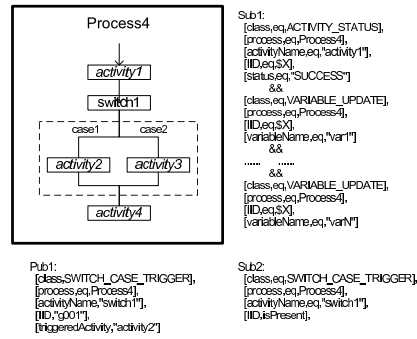 Process4
activity1
switch1
case1 case2
activity2 activity3
activity4
Sub1:
[class,eq,ACTIVITY_STATUS],
[process,eq,Process4],
[activityName,eq,"activity1"],
[IID,eq,$X],
[status,eq,"SUCCESS"]
&&
[class,eq,VARIABLE_UPDATE],
[process,eq,Process4],
[IID,eq,$X],
[variableName,eq,"var1"]
&&
...... ......
&&
[class,eq,VARIABLE_UPDATE],
[process,eq,Process4],
[IID,eq,$X],
[variableName,eq,"varN"]
Pub1:
[class,SWITCH_CASE_TRIGGER],
[process,eq,Process4],
[activityName,"switch1"],
[IID,"g001"],
[triggeredActivity,"activity2"]
Sub2:
[class,eq,SWITCH_CASE_TRIGGER],
[process,eq,Process4],
[activityName,eq,"switch1"],
[IID,isPresent],